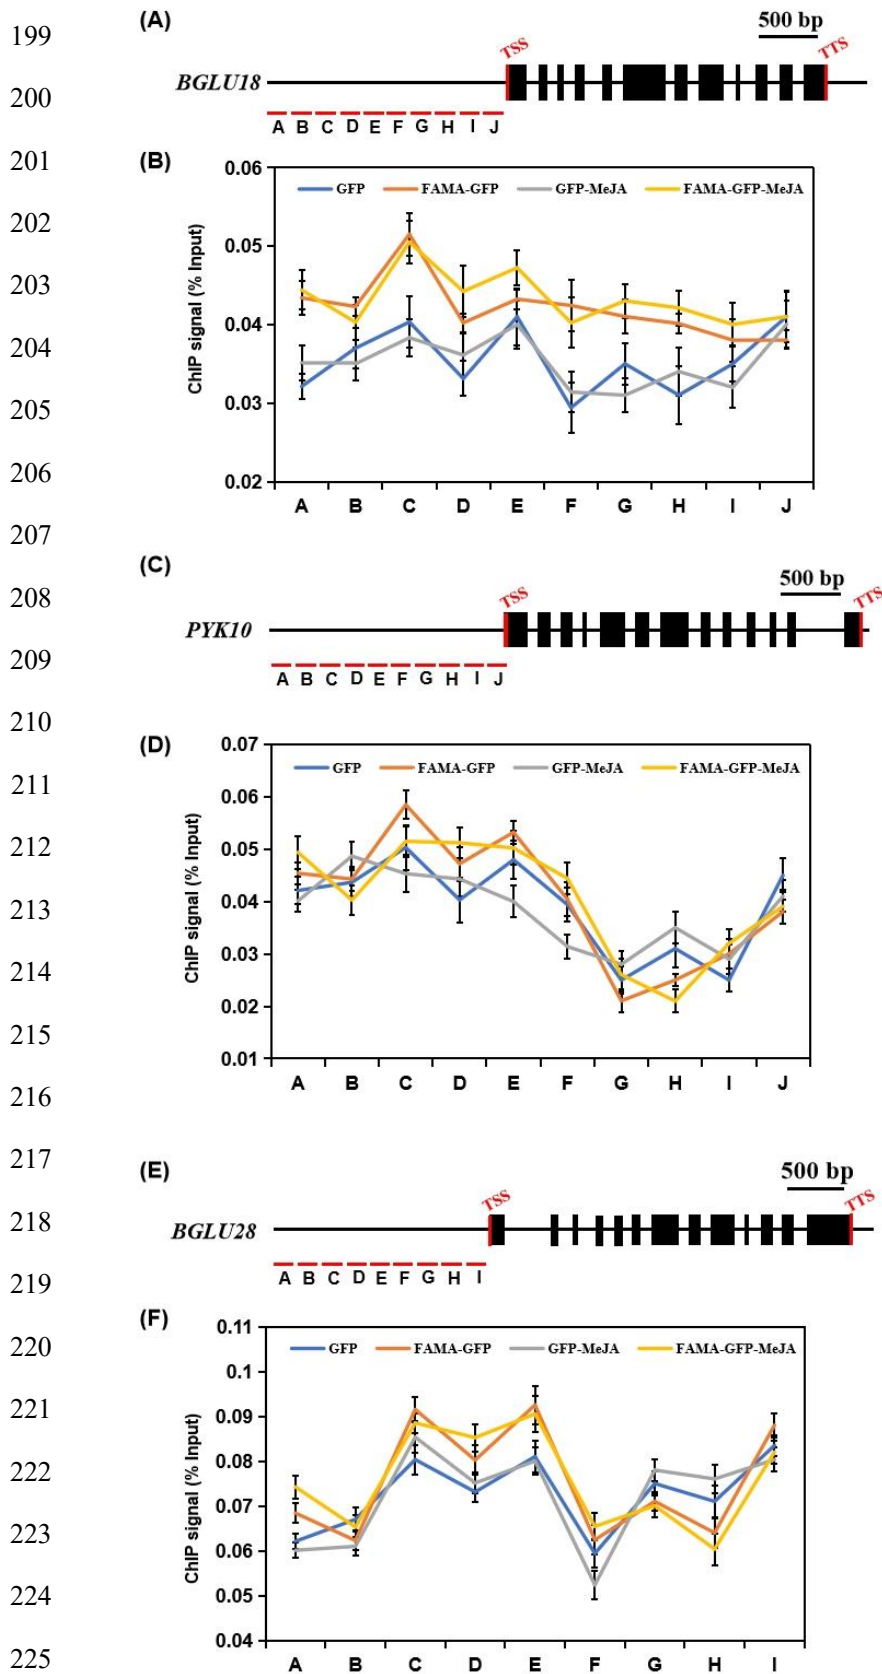 199
(A)
500 bp
TSS
TTS
200
BGLU18
A B C D E F G H I J
201
(B)
0.06
202
GFP FAMA-GFP GFP-MeJA FAMA-GFP-MeJA
0.05
203
0.04
204
ChIP signal (% Input)
205
0.03
206
0.02
A B C D E F G H I J
207
(C)
500 bp
208
TSS
TTS
PYK10
209
A B C D E F G H I J
210
(D)
0.07
GFP FAMA-GFP GFP-MeJA FAMA-GFP-MeJA
211
0.06
212
0.05
213
0.04
ChIP signal (% Input)
214
0.03
0.02
215
0.01
216
A B C D E F G H I J
217
(E)
500 bp
218
TSS
TTS
BGLU28
219
A B C D E F G H I
(F)
0.11
220
GFP FAMA-GFP GFP-MeJA FAMA-GFP-MeJA
0.1
221
0.09
222
0.08
ChIP signal (% Input)
0.07
223
0.06
224
0.05
225
0.04
A B C D E F G H I